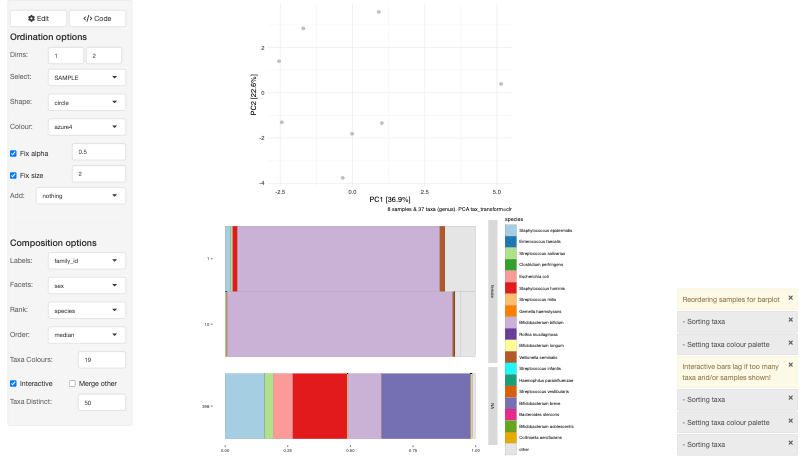 Edit
Code
Ordination options
Dims:
1
2
Select:
SAMPLE
Shape:
circle
Colour:
azure4
Fix alpha
0.5
Fix size
2
Add:
nothing
Composition options
Labels:
family_id
Facets:
sex
Rank:
species
Order:
median
Taxa Colours:
19
Interactive
Merge other
Taxa Distinct:
50
PC2 [22.6%]
2
0
-2
-4
-2.5
0.0
2.5
5.0
PC1 [36.9%]
8 samples & 37 taxa (genus). PCA tax_transform=clr
1
10
female
NA
0.00
0.25
0.50
0.75
1.00
species
Staphylococcus epidermidis
Enterococcus faecalis
Streptococcus salivarius
Clostridium perfringens
Escherichia coli
Staphylococcus hominis
Streptococcus mitis
Gemella haemolysans
Bifidobacterium bifidum
Rothia mucilaginosa
Bifidobacterium longum
Veillonella seminalis
Streptococcus infantis
Haemophilus parainfluenzae
Streptococcus vestibularis
Bifidobacterium breve
Bacteroides stercoris
Bifidobacterium adolescentis
Collinsella aerofaciens
other
Reordering samples for barplot
- Sorting taxa
- Setting taxa colour palette
Interactive bars lag if too many
taxa and/or samples shown!
- Sorting taxa
- Setting taxa colour palette
- Sorting taxa